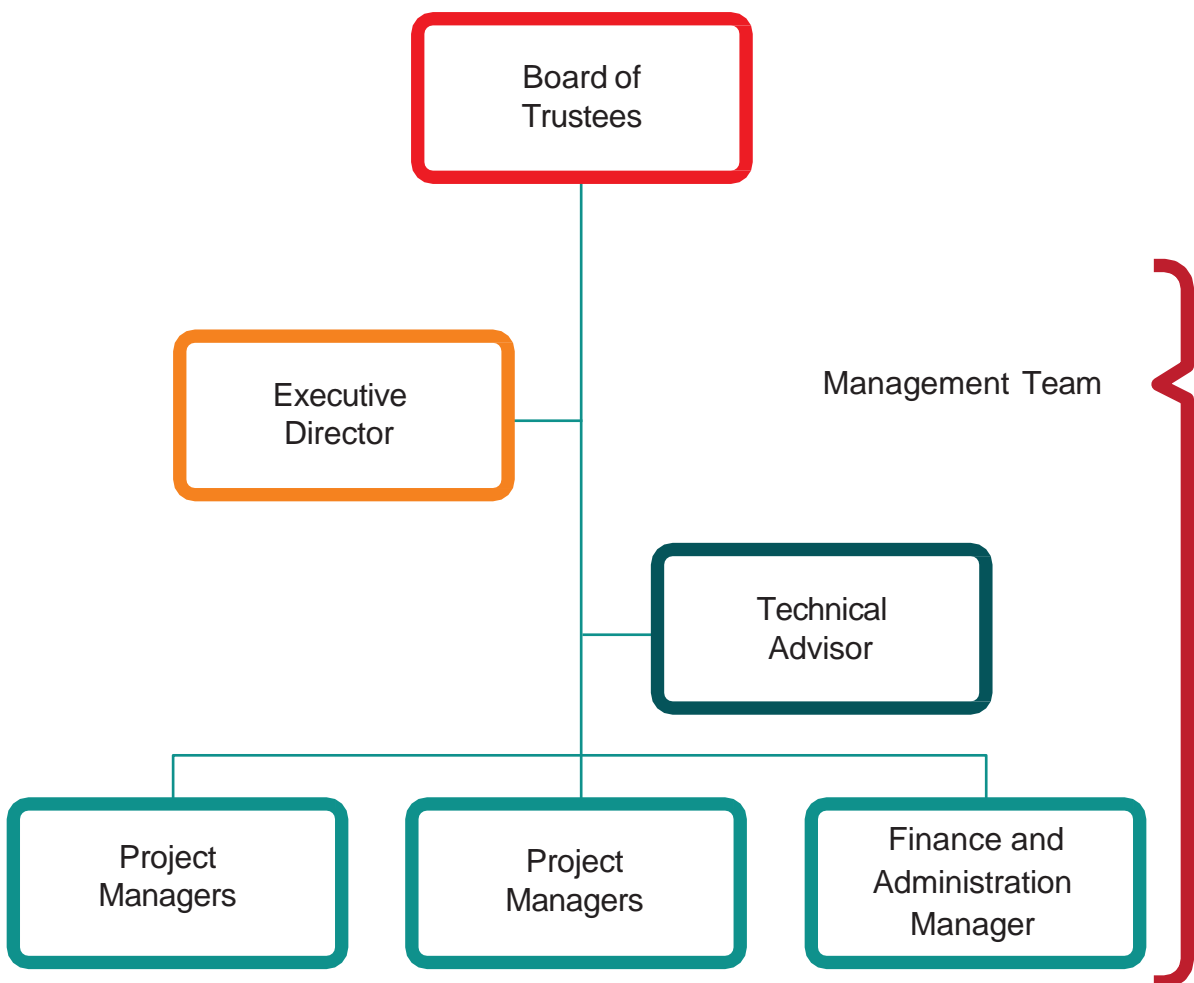 Board of
Trustees
Executive
Director
Management Team
Technical
Advisor
Project
Managers
Project
Managers
Finance and
Administration
Manager